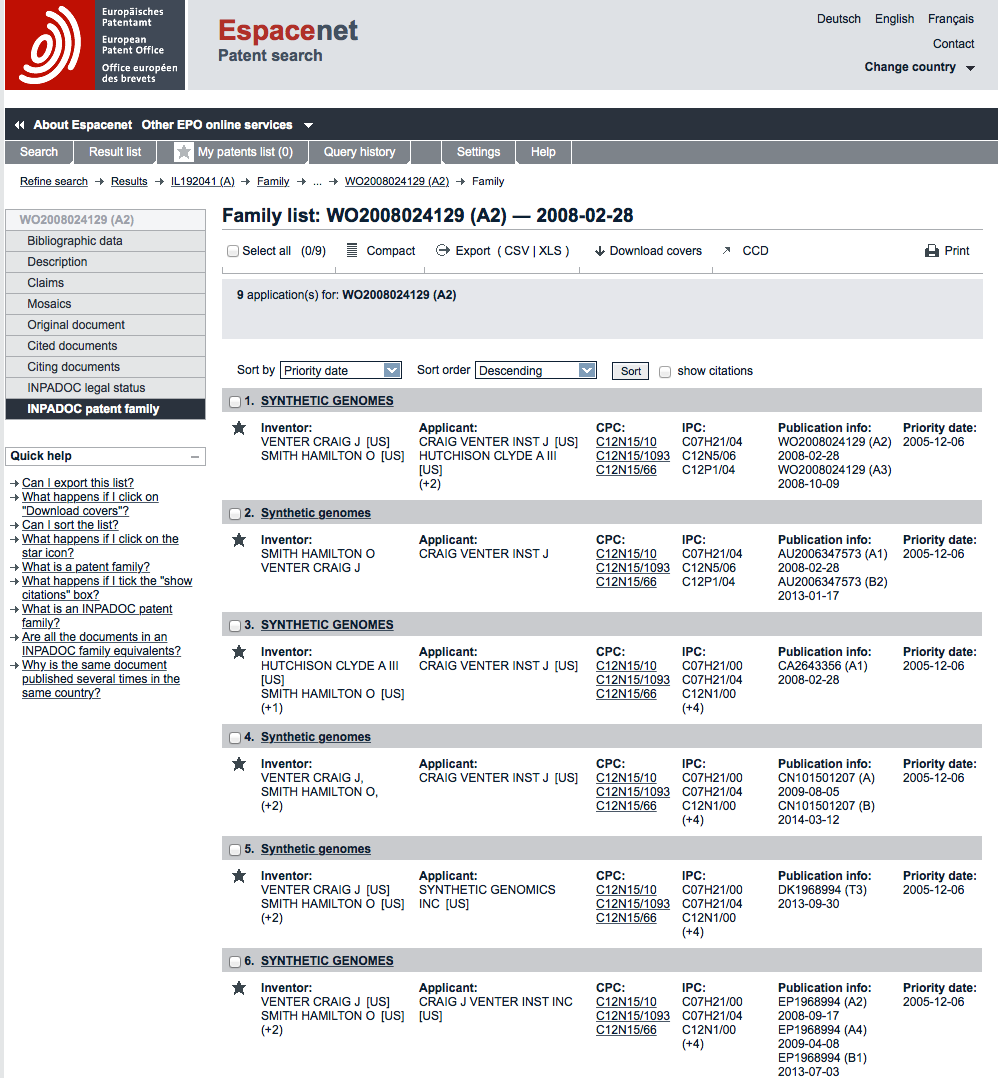 Europäisches
Patentamt
European
Patent Office
Office européen
des brevets
Espacenet
Patent search
Deutsch English Français
Contact
Change country
About Espacenet Other EPO online services
Search Result list My patents list (0) Query history Settings Help
Refine search → Results → IL192041 (A) → Family → ... → WO2008024129 (A2) → Family
WO2008024129 (A2)
Bibliographic data
Description
Claims
Mosaics
Original document
Cited documents
Citing documents
INPADOC legal status
INPADOC patent family
Quick help
Can I export this list?
What happens if I click on
"Download covers"?
Can I sort the list?
What happens if I click on the
star icon?
What is a patent family?
What happens if I tick the "show
citations" box?
What is an INPADOC patent
family?
Are all the documents in an
INPADOC family equivalents?
Why is the same document
published several times in the
same country?
Family list: WO2008024129 (A2) — 2008-02-28
Select all (0/9) Compact Export ( CSV | XLS ) Download covers CCD Print
9 application(s) for: WO2008024129 (A2)
Sort by Priority date Sort order Descending Sort show citations
1. SYNTHETIC GENOMES
Inventor: Applicant: CPC: IPC: Publication info: Priority date:
VENTER CRAIG J [US] CRAIG VENTER INST J [US] C12N15/10 C07H21/04 WO2008024129 (A2) 2005-12-06
SMITH HAMILTON O [US] HUTCHISON CLYDE A III C12N15/1093 C12N5/06 2008-02-28
[US] C12N15/66 C12P1/04 WO2008024129 (A3)
(+2) 2008-10-09
2. Synthetic genomes
Inventor: Applicant: CPC: IPC: Publication info: Priority date:
SMITH HAMILTON O CRAIG VENTER INST J C12N15/10 C07H21/04 AU2006347573 (A1) 2005-12-06
VENTER CRAIG J C12N15/1093 C12N5/06 2008-02-28
C12N15/66 C12P1/04 AU2006347573 (B2)
2013-01-17
3. SYNTHETIC GENOMES
Inventor: Applicant: CPC: IPC: Publication info: Priority date:
HUTCHISON CLYDE A III CRAIG VENTER INST J [US] C12N15/10 C07H21/00 CA2643356 (A1) 2005-12-06
[US] C12N15/1093 C07H21/04 2008-02-28
SMITH HAMILTON O [US] C12N15/66 C12N1/00
(+1) (+4)
4. Synthetic genomes
Inventor: Applicant: CPC: IPC: Publication info: Priority date:
VENTER CRAIG J, CRAIG VENTER INST J [US] C12N15/10 C07H21/00 CN101501207 (A) 2005-12-06
SMITH HAMILTON O, C12N15/1093 C07H21/04 2009-08-05
(+2) C12N15/66 C12N1/00 CN101501207 (B)
(+4) 2014-03-12
5. Synthetic genomes
Inventor: Applicant: CPC: IPC: Publication info: Priority date:
VENTER CRAIG J [US] SYNTHETIC GENOMICS C12N15/10 C07H21/00 DK1968994 (T3) 2005-12-06
SMITH HAMILTON O [US] INC [US] C12N15/1093 C07H21/04 2013-09-30
(+2) C12N15/66 C12N1/00
(+4)
6. SYNTHETIC GENOMES
Inventor: Applicant: CPC: IPC: Publication info: Priority date:
VENTER CRAIG J [US] CRAIG J VENTER INST INC C12N15/10 C07H21/00 EP1968994 (A2) 2005-12-06
SMITH HAMILTON O [US] [US] C12N15/1093 C07H21/04 2008-09-17
(+2) C12N15/66 C12N1/00 EP1968994 (A4)
(+4) 2009-04-08
EP1968994 (B1)
2013-07-03